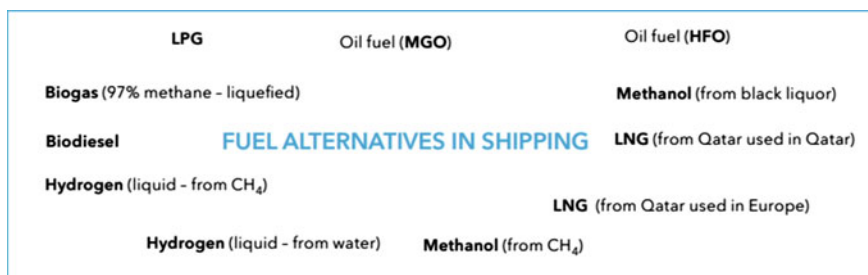 LPG
Oil fuel (MGO)
Oil fuel (HFO)
Biogas (97% methane – liquefied)
Methanol (from black liquor)
Biodiesel
FUEL ALTERNATIVES IN SHIPPING
LNG (from Qatar used in Qatar)
Hydrogen (liquid – from CH₄)
LNG (from Qatar used in Europe)
Hydrogen (liquid – from water)
Methanol (from CH₄)